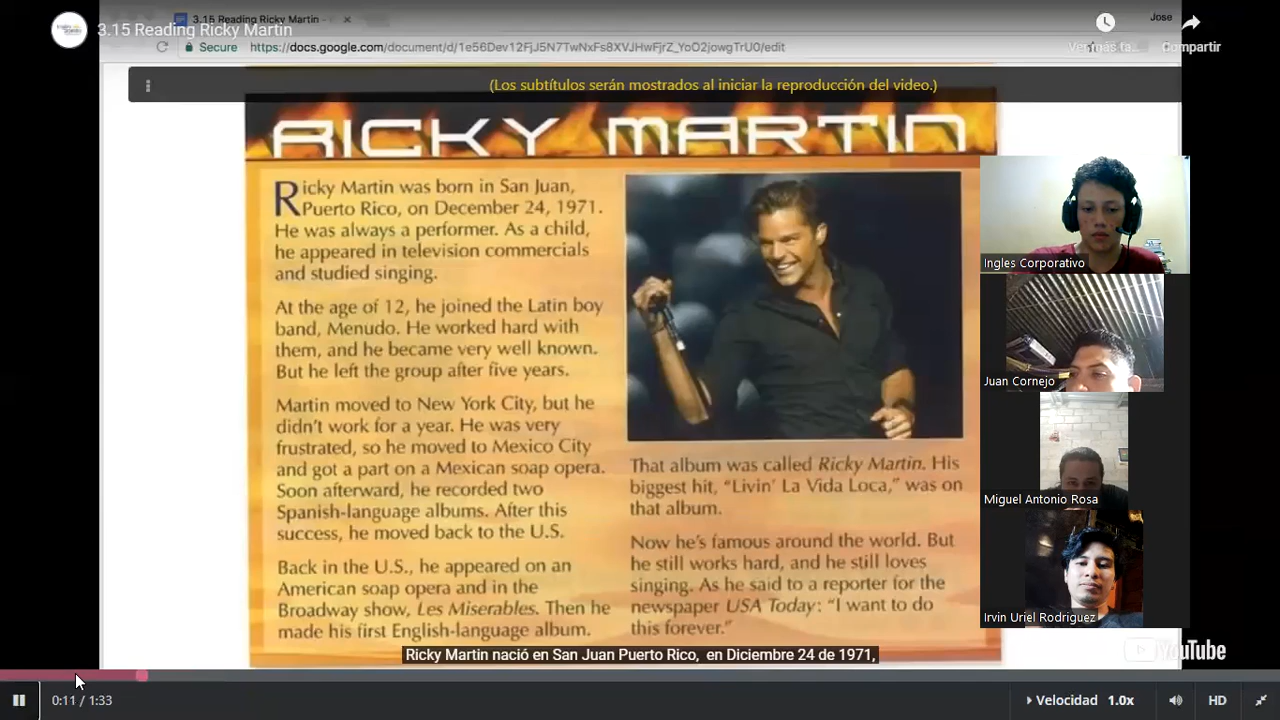 3.15 Reading Ricky Martin
3.15 Reading Ricky Martin
Jose
Secure
https://docs.google.com/document/d/1e56Dev12FjJ5N7TwNxFs8XVJHwFjrZ_YoO2jowgTrU0/edit
Ver más ta...
Compartir
(Los subtítulos serán mostrados al iniciar la reproducción del video.)
RICKY MARTIN
Ricky Martin was born in San Juan,
Puerto Rico, on December 24, 1971.
He was always a performer. As a child,
he appeared in television commercials
and studied singing.
At the age of 12, he joined the Latin boy
band, Menudo. He worked hard with
them, and he became very well known.
But he left the group after five years.
Martin moved to New York City, but he
didn't work for a year. He was very
frustrated, so he moved to Mexico City
and got a part on a Mexican soap opera.
Soon afterward, he recorded two
Spanish-language albums. After this
success, he moved back to the U.S.
Back in the U.S., he appeared on an
American soap opera and in the
Broadway show, Les Miserables. Then he
made his first English-language album.
That album was called Ricky Martin. His
biggest hit, "Livin' La Vida Loca," was on
that album.
Now he's famous around the world. But
he still works hard, and he still loves
singing. As he said to a reporter for the
newspaper USA Today: "I want to do
this forever."
Ingles Corporativo
Juan Cornejo
Miguel Antonio Rosa
Irvin Uriel Rodriguez
Ricky Martin nació en San Juan Puerto Rico, en Diciembre 24 de 1971,
YouTube
0:11 / 1:33
Velocidad 1.0x
HD